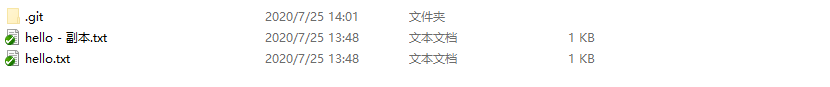 .git 2020/7/25 14:01 文件夹
hello - 副本.txt 2020/7/25 13:48 文本文档 1 KB
hello.txt 2020/7/25 13:48 文本文档 1 KB